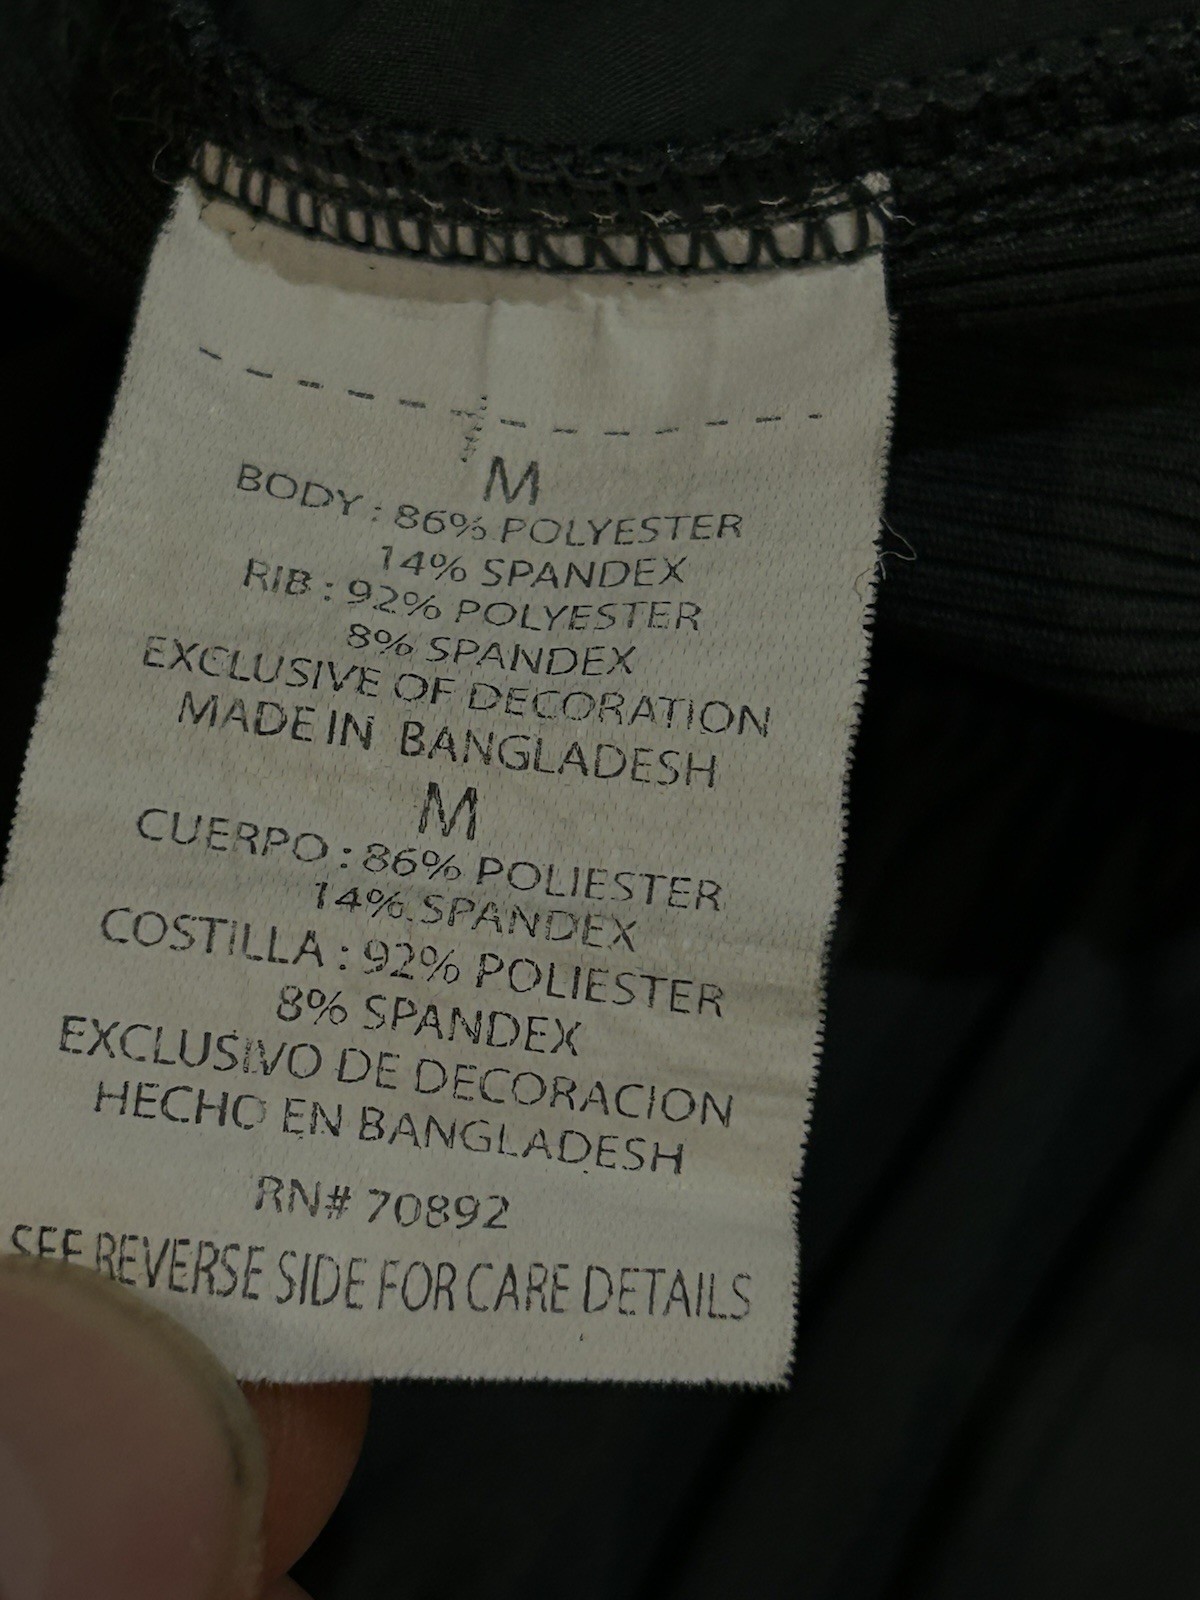 M
BODY : 86% POLYESTER
14% SPANDEX
RIB : 92% POLYESTER
8% SPANDEX
EXCLUSIVE OF DECORATION
MADE IN BANGLADESH
M
CUERPO : 86% POLIESTER
14% SPANDEX
COSTILLA : 92% POLIESTER
8% SPANDEX
EXCLUSIVO DE DECORACION
HECHO EN BANGLADESH
RN# 70892
SEE REVERSE SIDE FOR CARE DETAILS